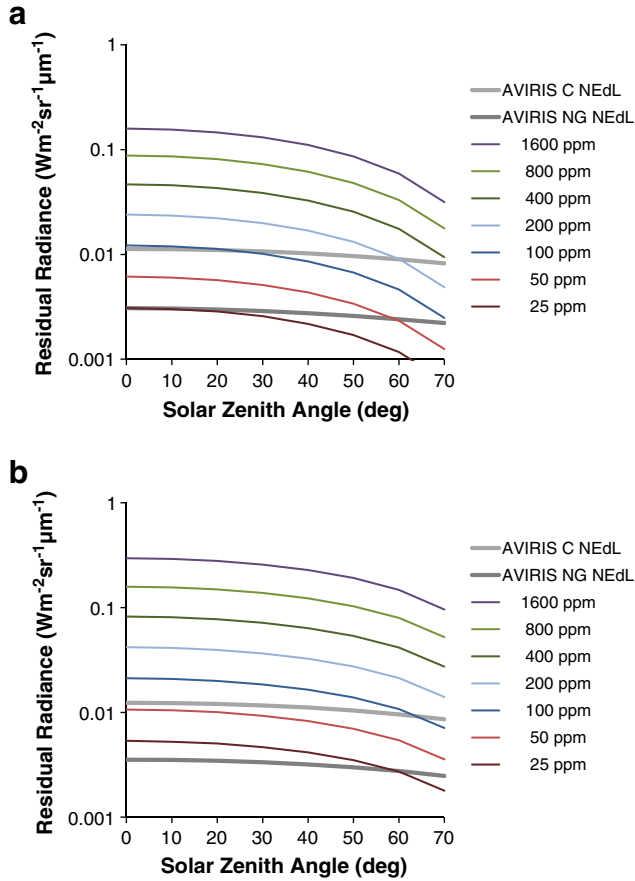 a
Residual Radiance (Wm⁻²sr⁻¹µm⁻¹)
1
0.1
0.01
0.001
0 10 20 30 40 50 60 70
Solar Zenith Angle (deg)
AVIRIS C NEdL
AVIRIS NG NEdL
1600 ppm
800 ppm
400 ppm
200 ppm
100 ppm
50 ppm
25 ppm
b
Residual Radiance (Wm⁻²sr⁻¹µm⁻¹)
1
0.1
0.01
0.001
0 10 20 30 40 50 60 70
Solar Zenith Angle (deg)
AVIRIS C NEdL
AVIRIS NG NEdL
1600 ppm
800 ppm
400 ppm
200 ppm
100 ppm
50 ppm
25 ppm